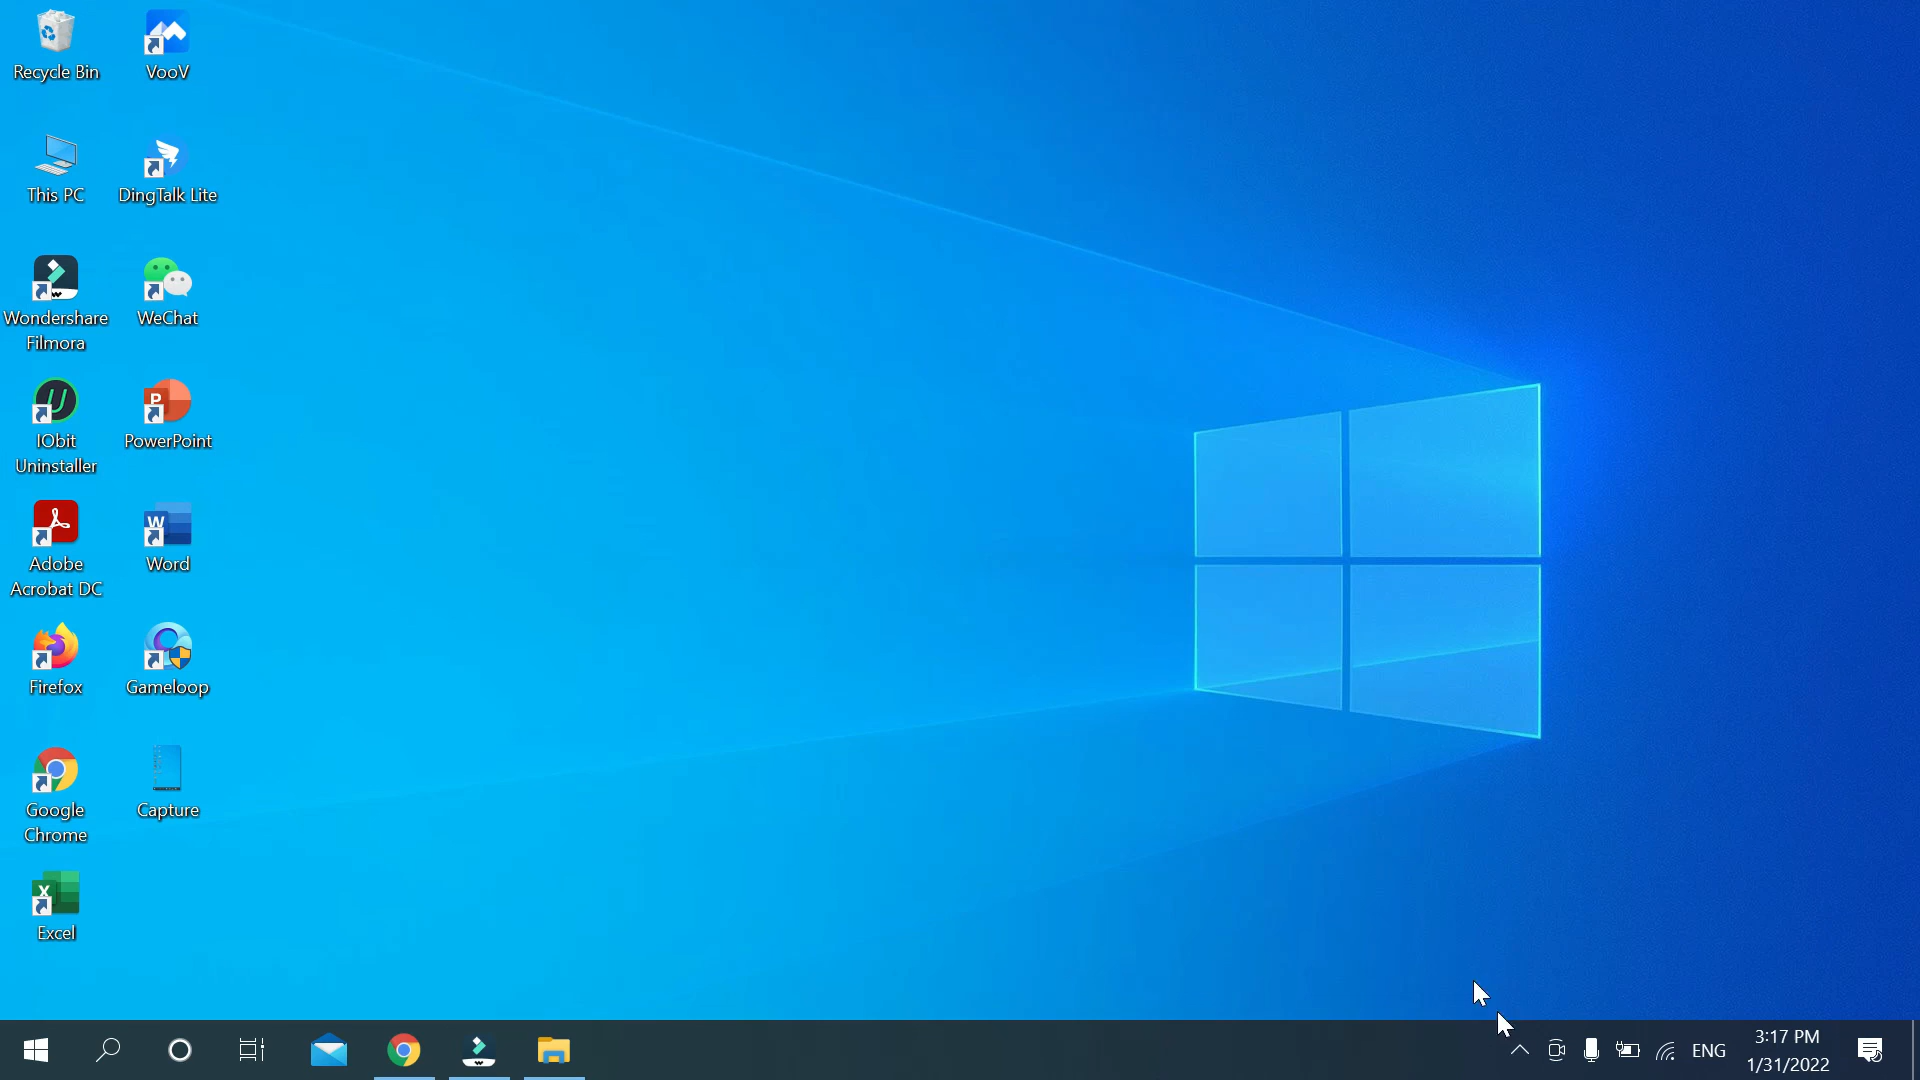 Recycle Bin
VooV
This PC
DingTalk Lite
Wondershare
Filmora
WeChat
IObit
Uninstaller
PowerPoint
Adobe
Acrobat DC
Word
Firefox
Gameloop
Google
Chrome
Capture
Excel
ENG
3:17 PM
1/31/2022